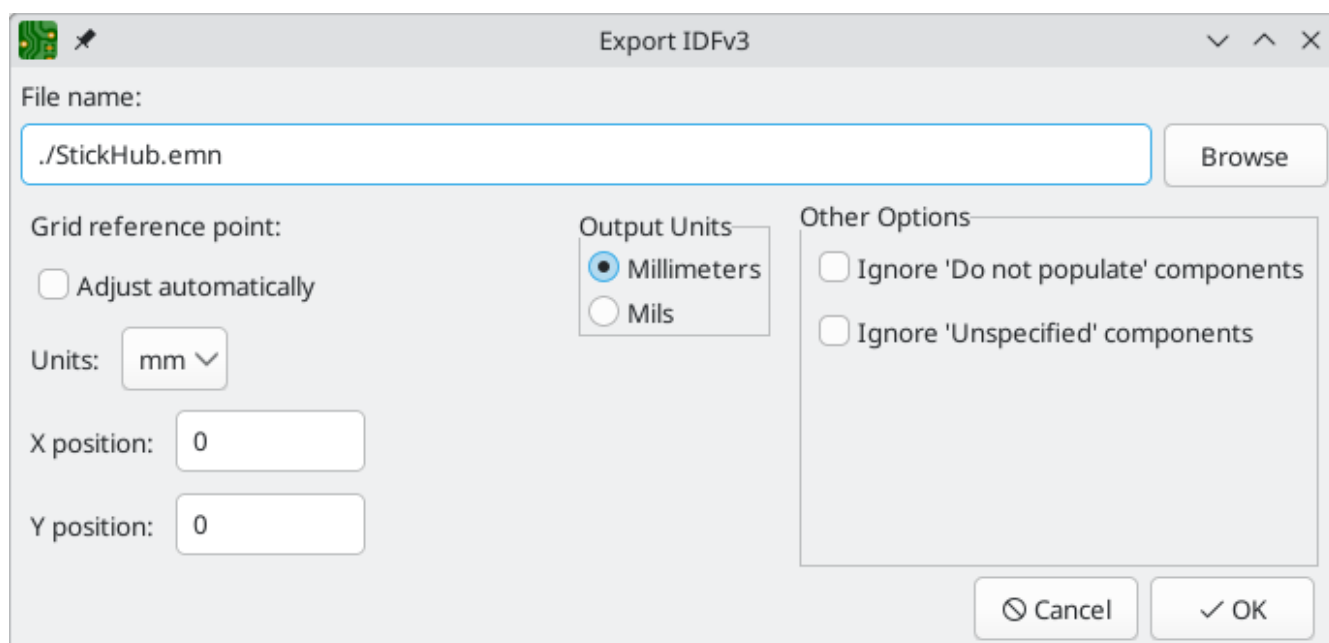 Export IDFv3
File name:
./StickHub.emn
Browse
Grid reference point:
Adjust automatically
Units:
mm
X position:
0
Y position:
0
Output Units
Millimeters
Mils
Other Options
Ignore 'Do not populate' components
Ignore 'Unspecified' components
Cancel
OK